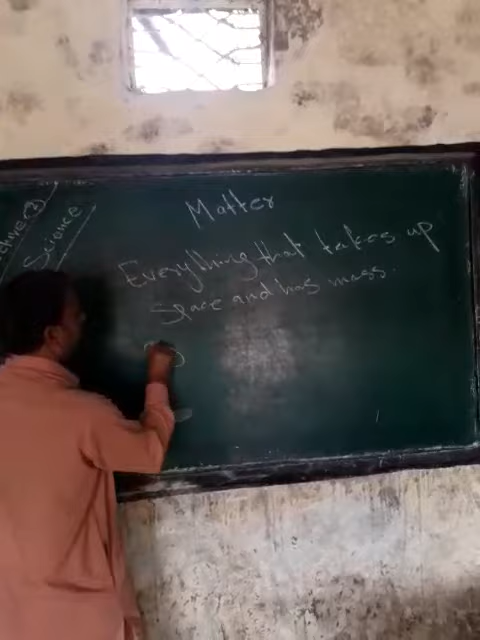 Science
Matter
Everything that takes up
space and has mass.